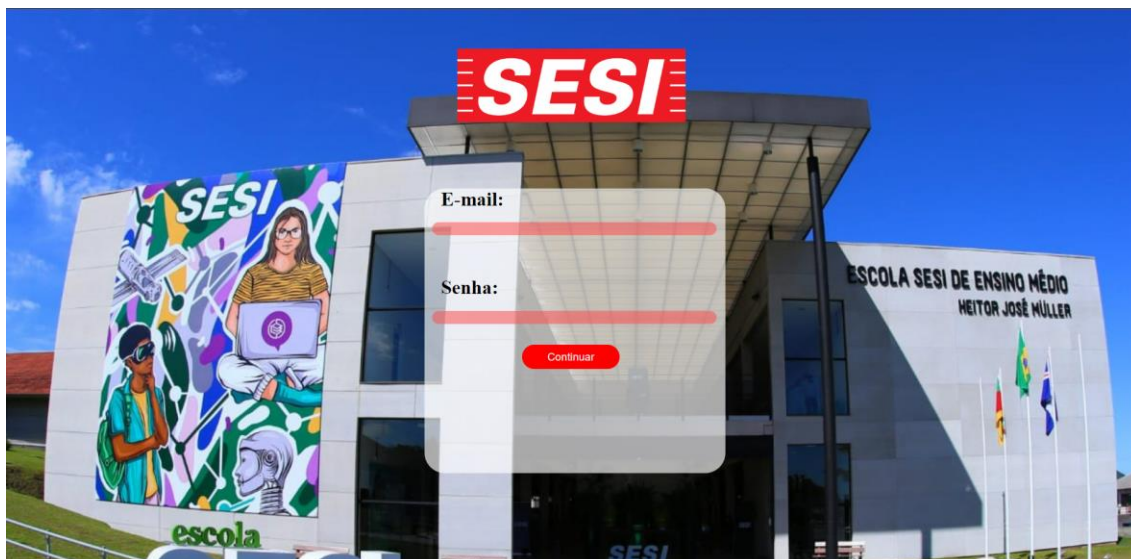 SESI
SESI
E-mail:
Senha:
Continuar
ESCOLA SESI DE ENSINO MÉDIO
HEITOR JOSÉ MÜLLER
escola
SESI